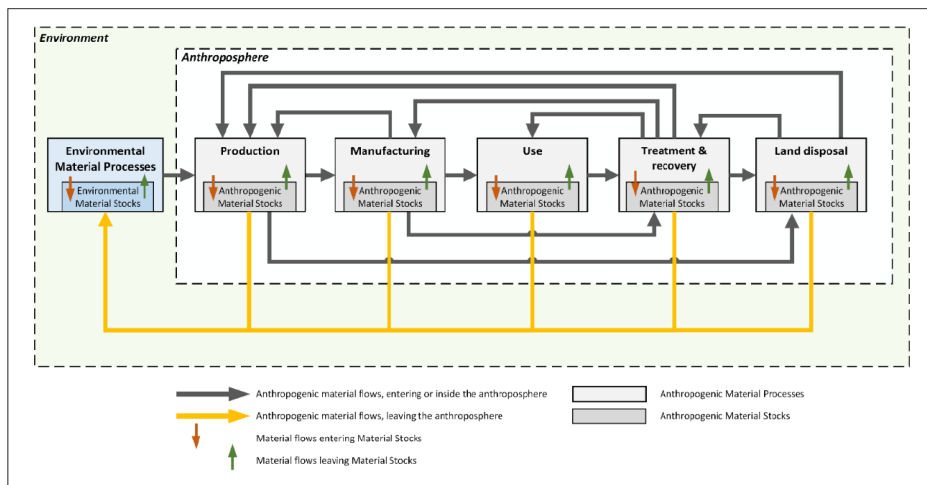 Environment
Anthroposphere
Environmental
Material Processes
Environmental
Material Stocks
Production
Anthropogenic
Material Stocks
Manufacturing
Anthropogenic
Material Stocks
Use
Anthropogenic
Material Stocks
Treatment &
recovery
Anthropogenic
Material Stocks
Land disposal
Anthropogenic
Material Stocks
Anthropogenic material flows, entering or inside the anthroposphere
Anthropogenic material flows, leaving the anthroposphere
Material flows entering Material Stocks
Material flows leaving Material Stocks
Anthropogenic Material Processes
Anthropogenic Material Stocks